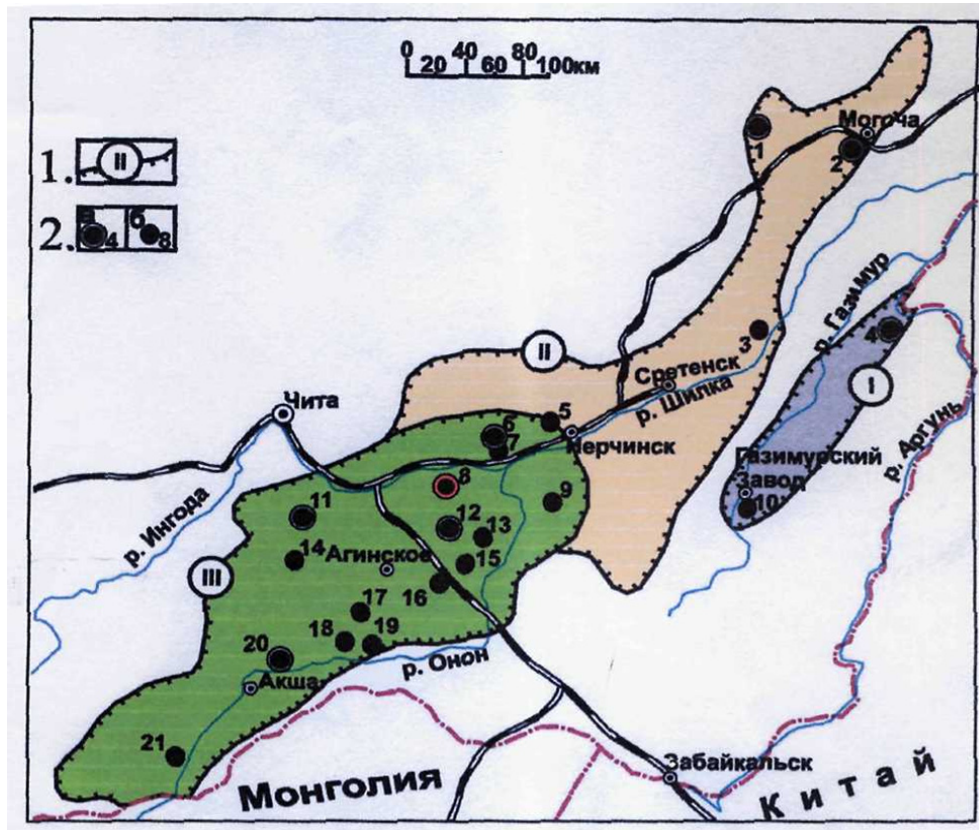 0 40 80
20 60 100км
1. II
2. а 4 б 8
Могоча
1
2
р. Газимур
4
3
II
Сретенск
р. Шилка
I
Чита
5
6
7
Нерчинск
р. Аргунь
Газимурский
Завод
10
8
9
р. Ингода
11
12
13
14
Агинское
15
16
III
17
18
19
20
р. Онон
Акша
21
Забайкальск
Монголия
Китай